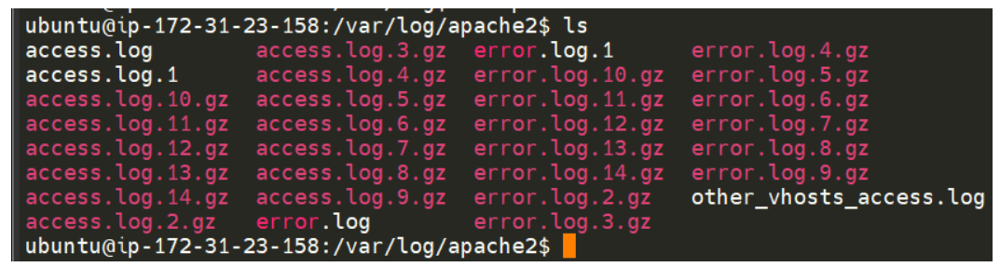 ubuntu@ip-172-31-23-158:/var/log/apache2$ ls
access.log access.log.3.gz error.log.1 error.log.4.gz
access.log.1 access.log.4.gz error.log.10.gz error.log.5.gz
access.log.10.gz access.log.5.gz error.log.11.gz error.log.6.gz
access.log.11.gz access.log.6.gz error.log.12.gz error.log.7.gz
access.log.12.gz access.log.7.gz error.log.13.gz error.log.8.gz
access.log.13.gz access.log.8.gz error.log.14.gz error.log.9.gz
access.log.14.gz access.log.9.gz error.log.2.gz other_vhosts_access.log
access.log.2.gz error.log error.log.3.gz
ubuntu@ip-172-31-23-158:/var/log/apache2$